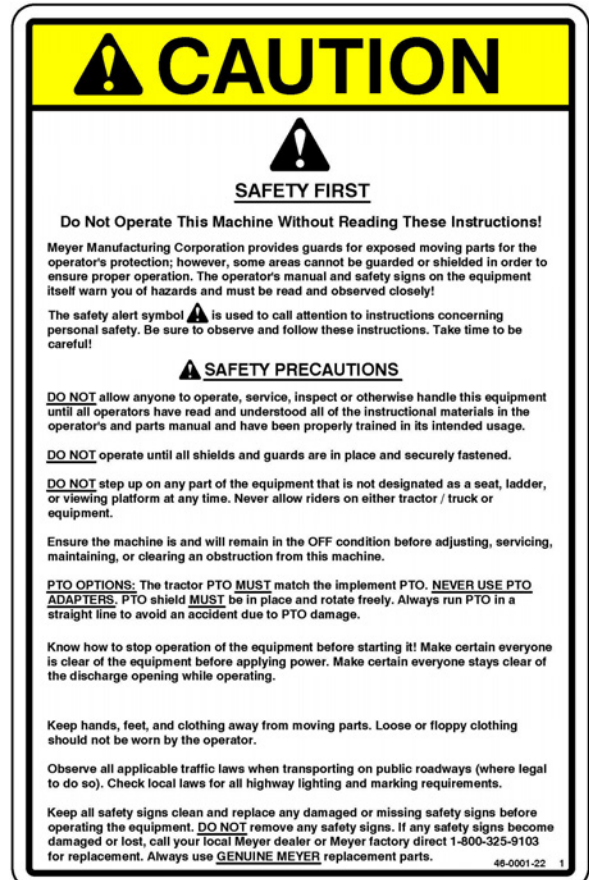 CAUTION
SAFETY FIRST
Do Not Operate This Machine Without Reading These Instructions!
Meyer Manufacturing Corporation provides guards for exposed moving parts for the
operator's protection; however, some areas cannot be guarded or shielded in order to
ensure proper operation. The operator's manual and safety signs on the equipment
itself warn you of hazards and must be read and observed closely!
The safety alert symbol is used to call attention to instructions concerning
personal safety. Be sure to observe and follow these instructions. Take time to be
careful!
SAFETY PRECAUTIONS
DO NOT allow anyone to operate, service, inspect or otherwise handle this equipment
until all operators have read and understood all of the instructional materials in the
operator's and parts manual and have been properly trained in its intended usage.
DO NOT operate until all shields and guards are in place and securely fastened.
DO NOT step up on any part of the equipment that is not designated as a seat, ladder,
or viewing platform at any time. Never allow riders on either tractor / truck or
equipment.
Ensure the machine is and will remain in the OFF condition before adjusting, servicing,
maintaining, or clearing an obstruction from this machine.
PTO OPTIONS: The tractor PTO MUST match the implement PTO. NEVER USE PTO
ADAPTERS. PTO shield MUST be in place and rotate freely. Always run PTO in a
straight line to avoid an accident due to PTO damage.
Know how to stop operation of the equipment before starting it! Make certain everyone
is clear of the equipment before applying power. Make certain everyone stays clear of
the discharge opening while operating.
Keep hands, feet, and clothing away from moving parts. Loose or floppy clothing
should not be worn by the operator.
Observe all applicable traffic laws when transporting on public roadways (where legal
to do so). Check local laws for all highway lighting and marking requirements.
Keep all safety signs clean and replace any damaged or missing safety signs before
operating the equipment. DO NOT remove any safety signs. If any safety signs become
damaged or lost, call your local Meyer dealer or Meyer factory direct 1-800-325-9103
for replacement. Always use GENUINE MEYER replacement parts.
46-0001-22 1